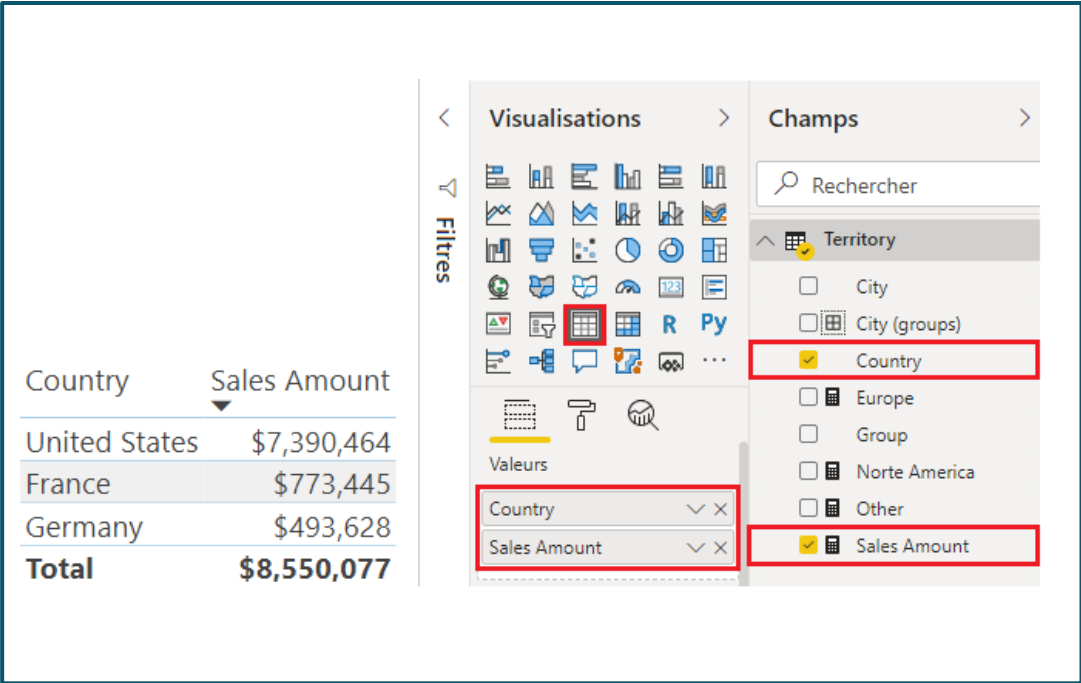 Country Sales Amount
United States $7,390,464
France $773,445
Germany $493,628
Total $8,550,077
Filtres
Visualisations
123
R Py
Valeurs
Country
Sales Amount
Champs
Rechercher
Territory
City
City (groups)
Country
Europe
Group
Norte America
Other
Sales Amount